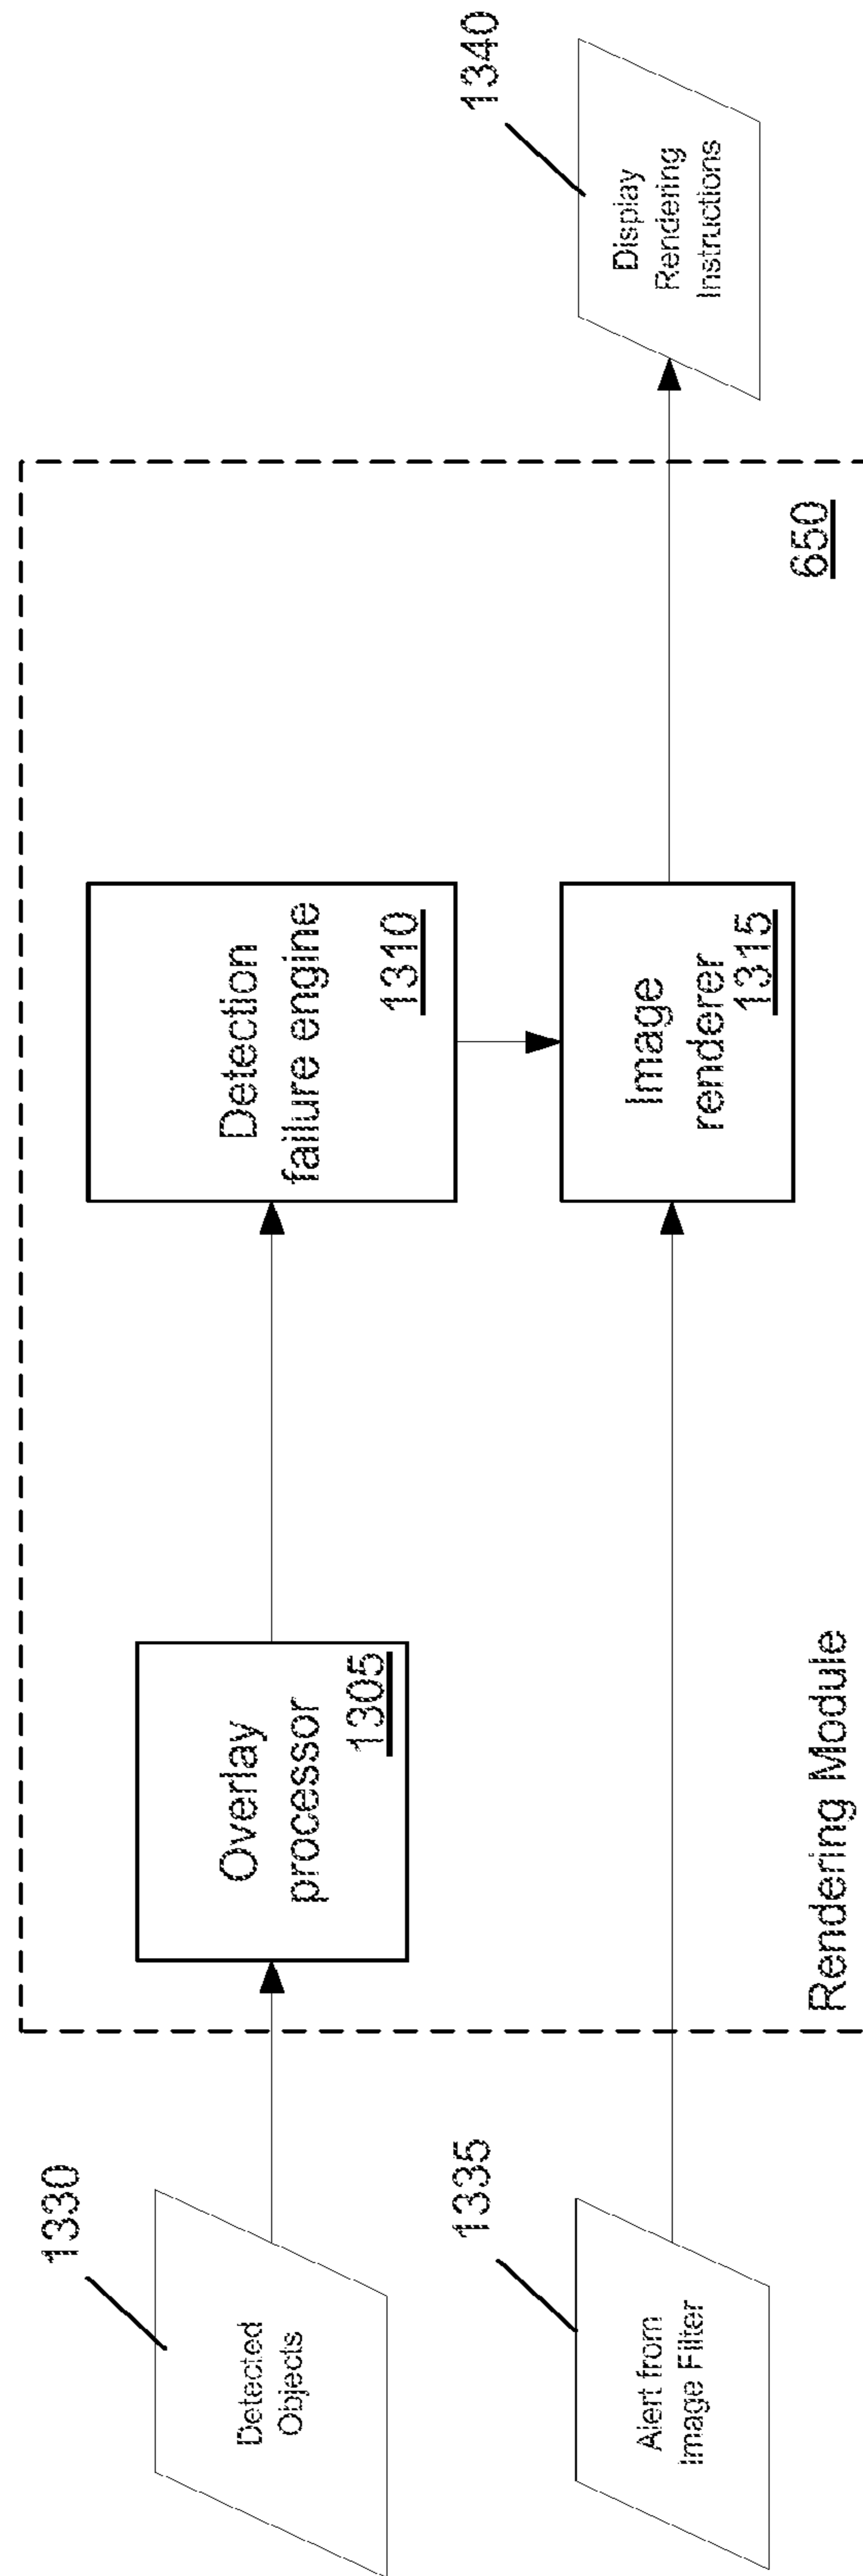 1330
Detected
Objects
1335
Alert from
Image Filter
Overlay
processor
1305
Detection
failure engine
1310
Image
renderer
1315
Rendering Module
650
1340
Display
Rendering
Instructions